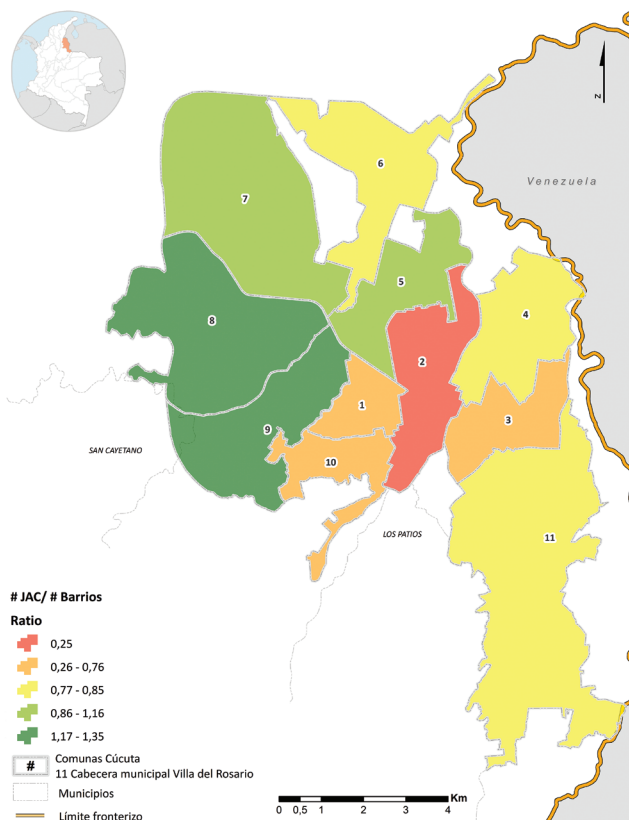 N
6
Venezuela
7
5
4
8
2
1
3
9
SAN CAYETANO
10
LOS PATIOS
11
# JAC/ # Barrios
Ratio
0,25
0,26 - 0,76
0,77 - 0,85
0,86 - 1,16
1,17 - 1,35
# Comunas Cúcuta
11 Cabecera municipal Villa del Rosario
Municipios
Límite fronterizo
Km
0 0,5 1 2 3 4